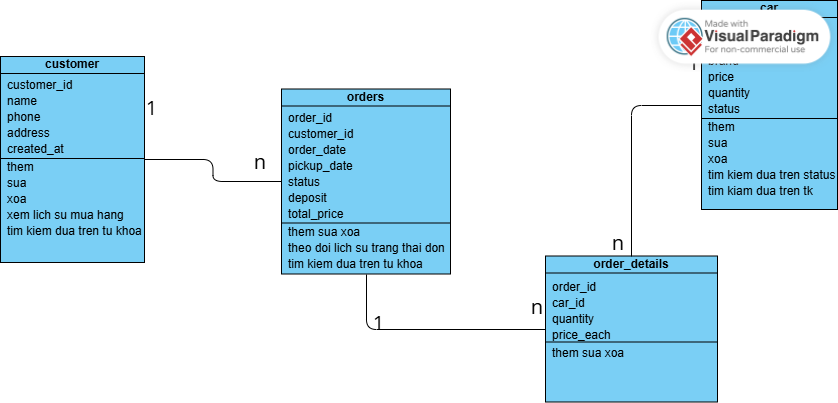 car
Made with
VisualParadigm
For non-commercial use
customer
customer_id
name
phone
address
created_at
them
sua
xoa
xem lich su mua hang
tim kiem dua tren tu khoa
1
n
orders
order_id
customer_id
order_date
pickup_date
status
deposit
total_price
them sua xoa
theo doi lich su trang thai don
tim kiem dua tren tu khoa
1
n
price
quantity
status
them
sua
xoa
tim kiem dua tren status
tim kiam dua tren tk
n
order_details
order_id
car_id
quantity
price_each
them sua xoa